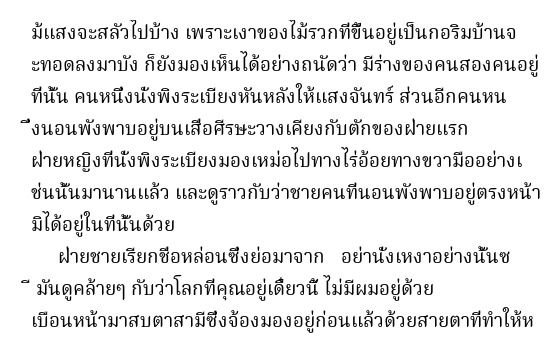 ม้แสงจะสลัวไปบ้าง เพราะเงาของไม้รวกที่ขึ้นอยู่เป็นกอริมบ้านจ
ะทอดลงมาบัง ก็ยังมองเห็นได้อย่างถนัดว่า มีร่างของคนสองคนอยู่
ที่นั้น คนหนึ่งนั่งพิงระเบียงหันหลังให้แสงจันทร์ ส่วนอีกคนหน
ึ่งนอนพังพาบอยู่บนเสื่อศีรษะวางเคียงกับตักของฝ่ายแรก
ฝ่ายหญิงที่นั่งพิงระเบียงมองเหม่อไปทางไร่อ้อยทางขวามืออย่างเ
ช่นนั้นมานานแล้ว และดูราวกับว่าชายคนที่นอนพังพาบอยู่ตรงหน้า
มิได้อยู่ในที่นั้นด้วย
ฝ่ายชายเรียกชื่อหล่อนซึ่งย่อมาจาก อย่านั่งเหงาอย่างนั้นซ
ี มันดูคล้ายๆ กับว่าโลกที่คุณอยู่เดี๋ยวนี้ ไม่มีผมอยู่ด้วย
เบือนหน้ามาสบตาสามีซึ่งจ้องมองอยู่ก่อนแล้วด้วยสายตาที่ทำให้ห